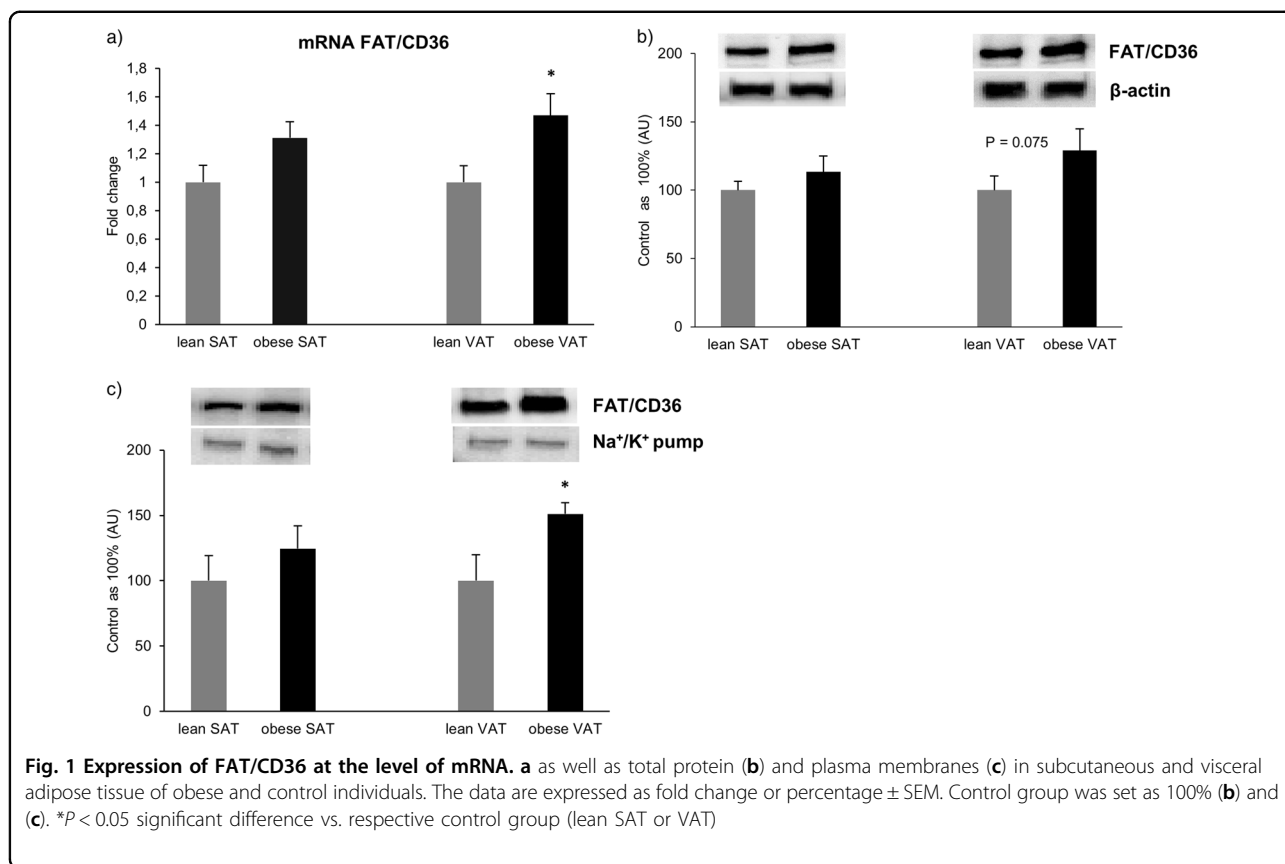 a)
mRNA FAT/CD36
*
1,8
1,6
1,4
1,2
1
0,8
0,6
0,4
0,2
0
Fold change
lean SAT obese SAT lean VAT obese VAT
b)
FAT/CD36
β-actin
200
150
100
50
0
Control as 100% (AU)
P = 0.075
lean SAT obese SAT lean VAT obese VAT
c)
FAT/CD36
Na⁺/K⁺ pump
*
200
150
100
50
0
Control as 100% (AU)
lean SAT obese SAT lean VAT obese VAT
Fig. 1 Expression of FAT/CD36 at the level of mRNA. a as well as total protein (b) and plasma membranes (c) in subcutaneous and visceral
adipose tissue of obese and control individuals. The data are expressed as fold change or percentage ± SEM. Control group was set as 100% (b) and
(c). *P < 0.05 significant difference vs. respective control group (lean SAT or VAT)